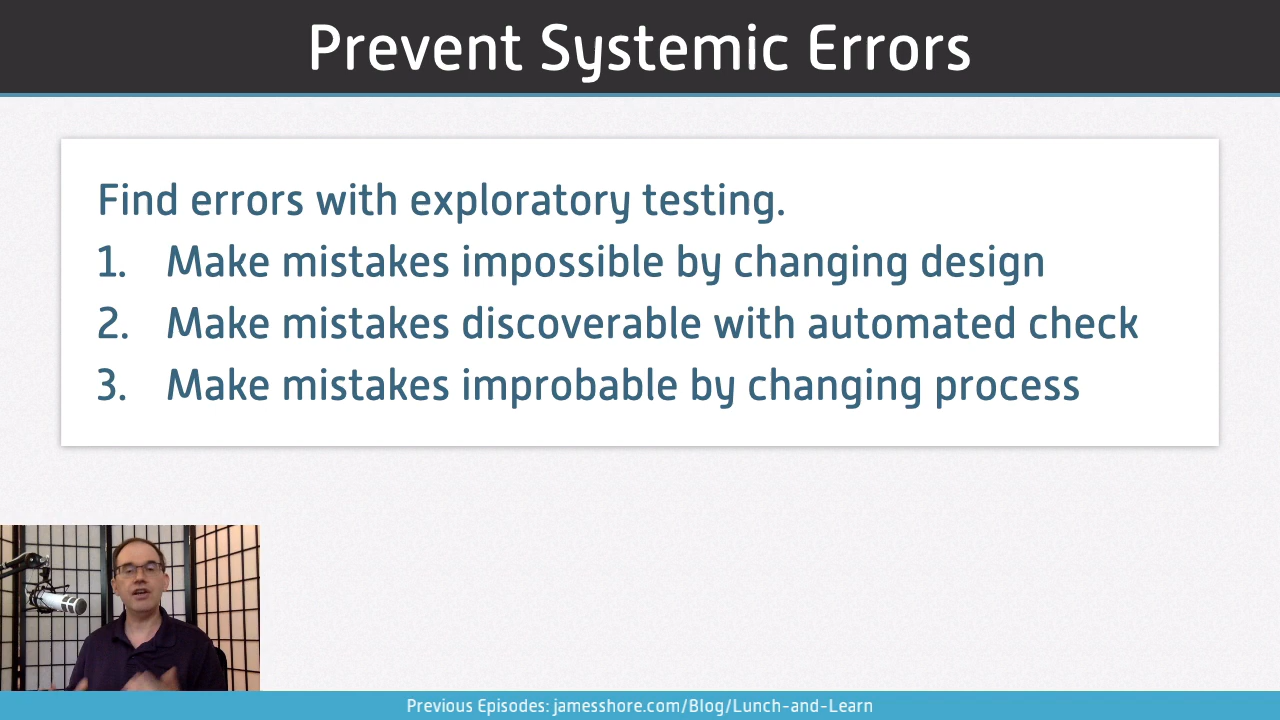 Prevent Systemic Errors
Find errors with exploratory testing.
1. Make mistakes impossible by changing design
2. Make mistakes discoverable with automated check
3. Make mistakes improbable by changing process
Previous Episodes: jamesshore.com/Blog/Lunch-and-Learn